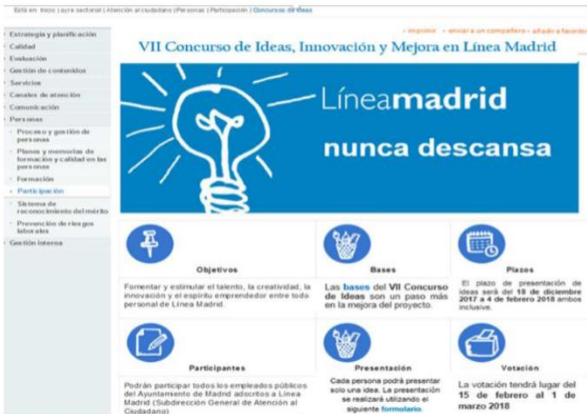 Está en: Inicio | ayre sectorial | Atención al ciudadano | Personas | Participación | Concurso de Ideas
imprimir
enviar a un compañero
añadir a favoritos
Estrategia y planificación
Calidad
Evaluación
Gestión de contenidos
Servicios
Canales de atención
Comunicación
Personas
Proceso y gestión de
personas
Planes y memorias de
formación y calidad en las
personas
Formación
Participación
Sistema de
reconocimiento del mérito
Prevención de riesgos
laborales
Gestión interna
VII Concurso de Ideas, Innovación y Mejora en Línea Madrid
Líneamadrid
nunca descansa
Objetivos
Fomentar y estimular el talento, la creatividad, la
innovación y el espíritu emprendedor entre todo
personal de Línea Madrid.
Bases
Las bases del VII Concurso
de Ideas son un paso más
en la mejora del proyecto.
Plazos
El plazo de presentación de
ideas será del 18 de diciembre
2017 a 4 de febrero 2018 ambos
inclusive.
Participantes
Podrán participar todos los empleados públicos
del Ayuntamiento de Madrid adscritos a Línea
Madrid (Subdirección General de Atención al
Ciudadano)
Presentación
Cada persona podrá presentar
solo una idea. La presentación
se realizará utilizando el
siguiente formulario.
Votación
La votación tendrá lugar del
15 de febrero al 1 de
marzo 2018